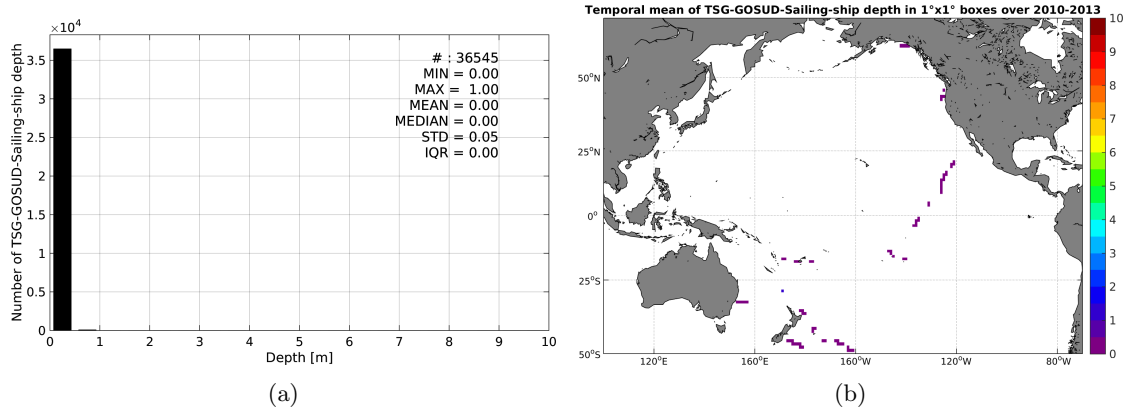 ×10⁴
3.5
3
2.5
2
1.5
1
0.5
0
Number of TSG-GOSUD-Sailing-ship depth
# : 36545
MIN = 0.00
MAX = 1.00
MEAN = 0.00
MEDIAN = 0.00
STD = 0.05
IQR = 0.00
0 1 2 3 4 5 6 7 8 9 10
Depth [m]
(a)
Temporal mean of TSG-GOSUD-Sailing-ship depth in 1°x1° boxes over 2010-2013
50°N
25°N
0°
25°S
50°S
120°E 160°E 160°W 120°W 80°W
10
9
8
7
6
5
4
3
2
1
0
(b)